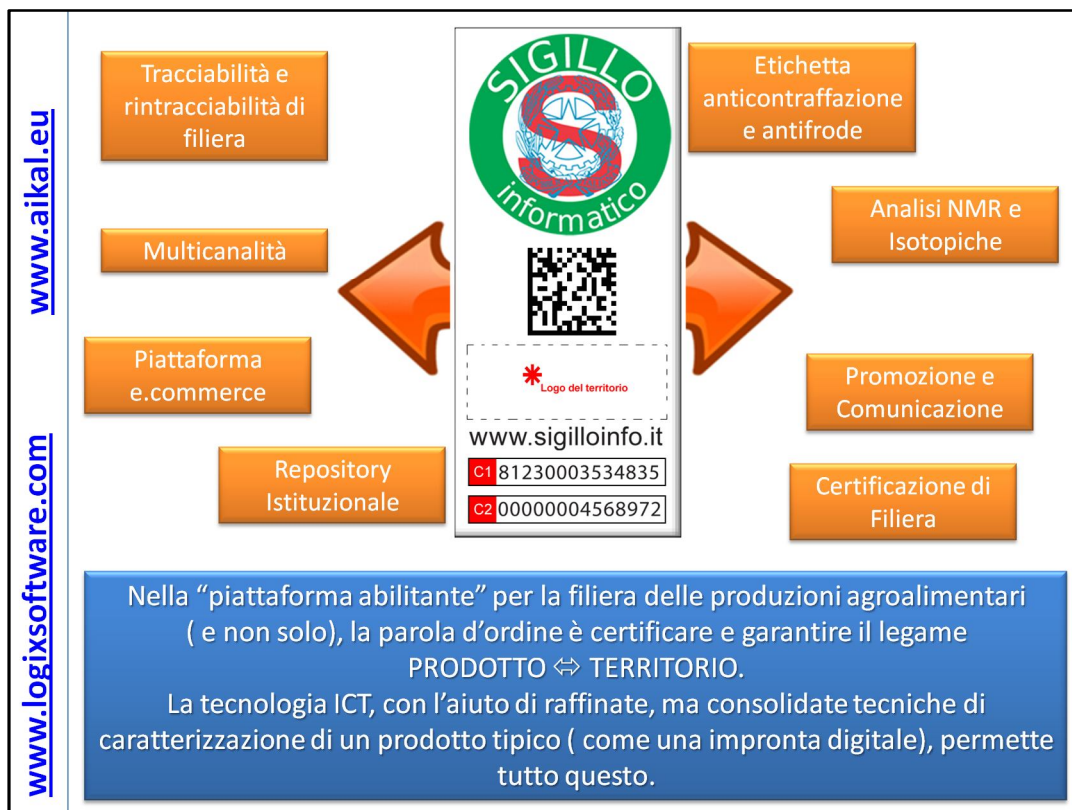 www.aikal.eu
www.logixsoftware.com
Tracciabilità e
rintracciabilità di
filiera
Multicanalità
Piattaforma
e.commerce
Repository
Istituzionale
SIGILLO
S
informatico
*Logo del territorio
www.sigilloinfo.it
C1 81230003534835
C2 00000004568972
Etichetta
anticontraffazione
e antifrode
Analisi NMR e
Isotopiche
Promozione e
Comunicazione
Certificazione di
Filiera
Nella “piattaforma abilitante” per la filiera delle produzioni agroalimentari
( e non solo), la parola d’ordine è certificare e garantire il legame
PRODOTTO ⇔ TERRITORIO.
La tecnologia ICT, con l’aiuto di raffinate, ma consolidate tecniche di
caratterizzazione di un prodotto tipico ( come una impronta digitale), permette
tutto questo.